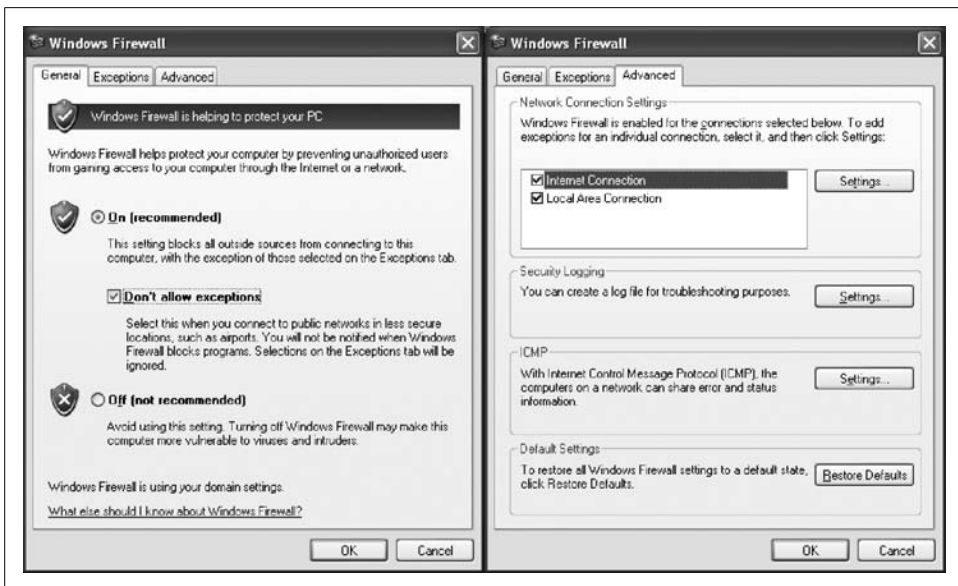 Windows Firewall
General Exceptions Advanced
Windows Firewall is helping to protect your PC
Windows Firewall helps protect your computer by preventing unauthorized users
from gaining access to your computer through the Internet or a network.
On (recommended)
This setting blocks all outside sources from connecting to this
computer, with the exception of those selected on the Exceptions tab.
Don't allow exceptions
Select this when you connect to public networks in less secure
locations, such as airports. You will not be notified when Windows
Firewall blocks programs. Selections on the Exceptions tab will be
ignored.
Off (not recommended)
Avoid using this setting. Turning off Windows Firewall may make this
computer more vulnerable to viruses and intruders.
Windows Firewall is using your domain settings.
What else should I know about Windows Firewall?
OK Cancel
Windows Firewall
General Exceptions Advanced
Network Connection Settings
Windows Firewall is enabled for the connections selected
below. To add
exceptions for an individual connection, select it, and then click Settings:
Internet Connection
Local Area Connection
Settings...
Security Logging
You can create a log file for troubleshooting purposes.
Settings...
ICMP
With Internet Control Message Protocol (ICMP), the
computers on a network can share error and status
information.
Settings...
Default Settings
To restore all Windows Firewall settings to a default state,
click Restore Defaults.
Restore Defaults
OK Cancel